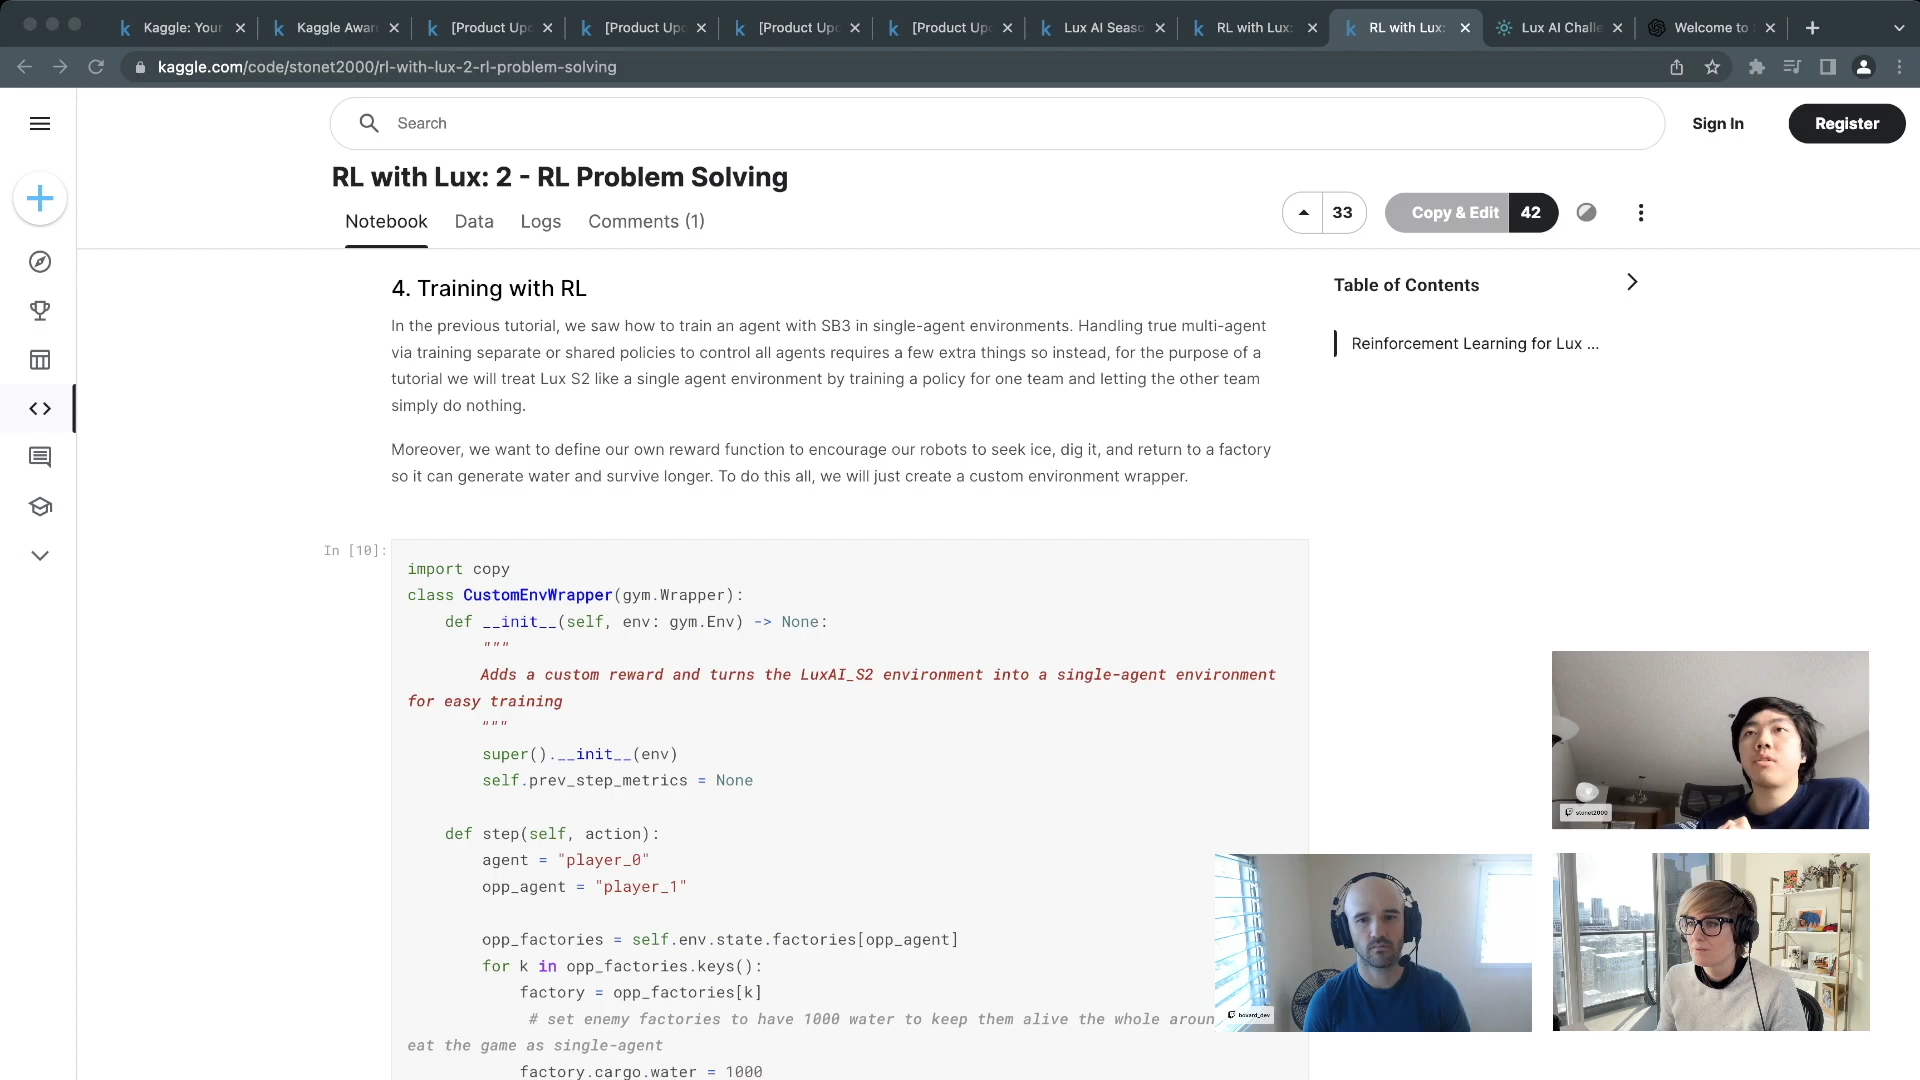 Kaggle: Your
Kaggle Awar
[Product Up
[Product Up
[Product Up
[Product Up
Lux AI Seaso
RL with Lux:
RL with Lux:
Lux AI Challe
Welcome to
kaggle.com/code/stonet2000/rl-with-lux-2-rl-problem-solving
Search
Sign In
Register
RL with Lux: 2 - RL Problem Solving
Notebook
Data
Logs
Comments (1)
33
Copy & Edit
42
4. Training with RL
In the previous tutorial, we saw how to train an agent with SB3 in single-agent environments. Handling true multi-agent
via training separate or shared policies to control all agents requires a few extra things so instead, for the purpose of a
tutorial we will treat Lux S2 like a single agent environment by training a policy for one team and letting the other team
simply do nothing.
Moreover, we want to define our own reward function to encourage our robots to seek ice, dig it, and return to a factory
so it can generate water and survive longer. To do this all, we will just create a custom environment wrapper.
Table of Contents
Reinforcement Learning for Lux ...
In [10]:
import copy
class CustomEnvWrapper(gym.Wrapper):
def __init__(self, env: gym.Env) -> None:
"""
Adds a custom reward and turns the LuxAI_S2 environment into a single-agent environment
for easy training
"""
super().__init__(env)
self.prev_step_metrics = None
def step(self, action):
agent = "player_0"
opp_agent = "player_1"
opp_factories = self.env.state.factories[opp_agent]
for k in opp_factories.keys():
factory = opp_factories[k]
# set enemy factories to have 1000 water to keep them alive the whole aroun
eat the game as single-agent
factory.cargo.water = 1000
stonet2000
bovard_dev